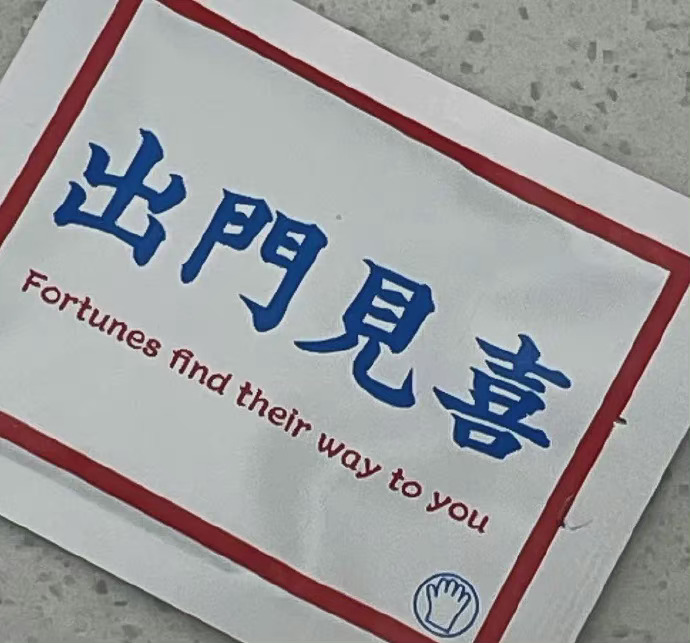 出門見喜
Fortunes find their way to you